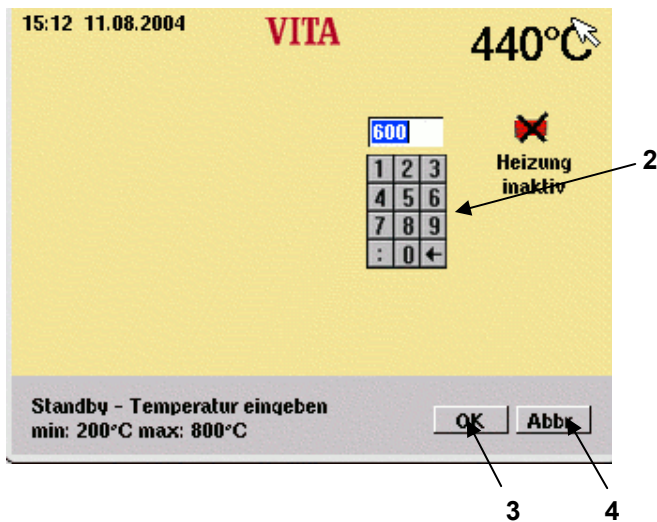 15:12 11.08.2004
VITA
440°C
600
1 2 3
4 5 6
7 8 9
: 0 ←
Heizung
inaktiv
2
Standby - Temperatur eingeben
min: 200°C max: 800°C
OK
Abbr.
3
4